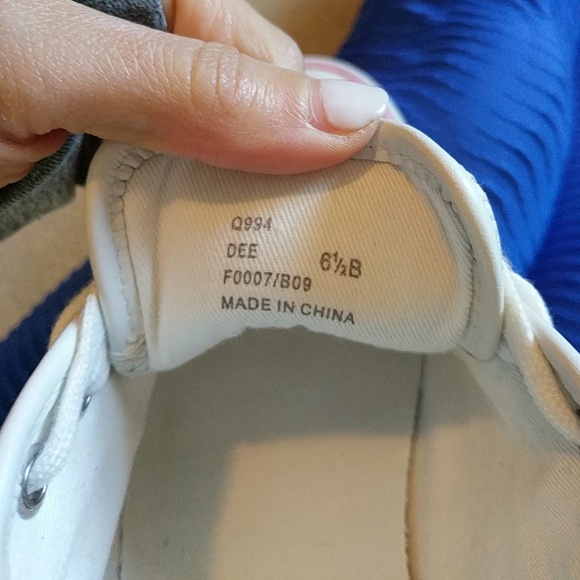 Q994
DEE 6½B
F0007/B09
MADE IN CHINA